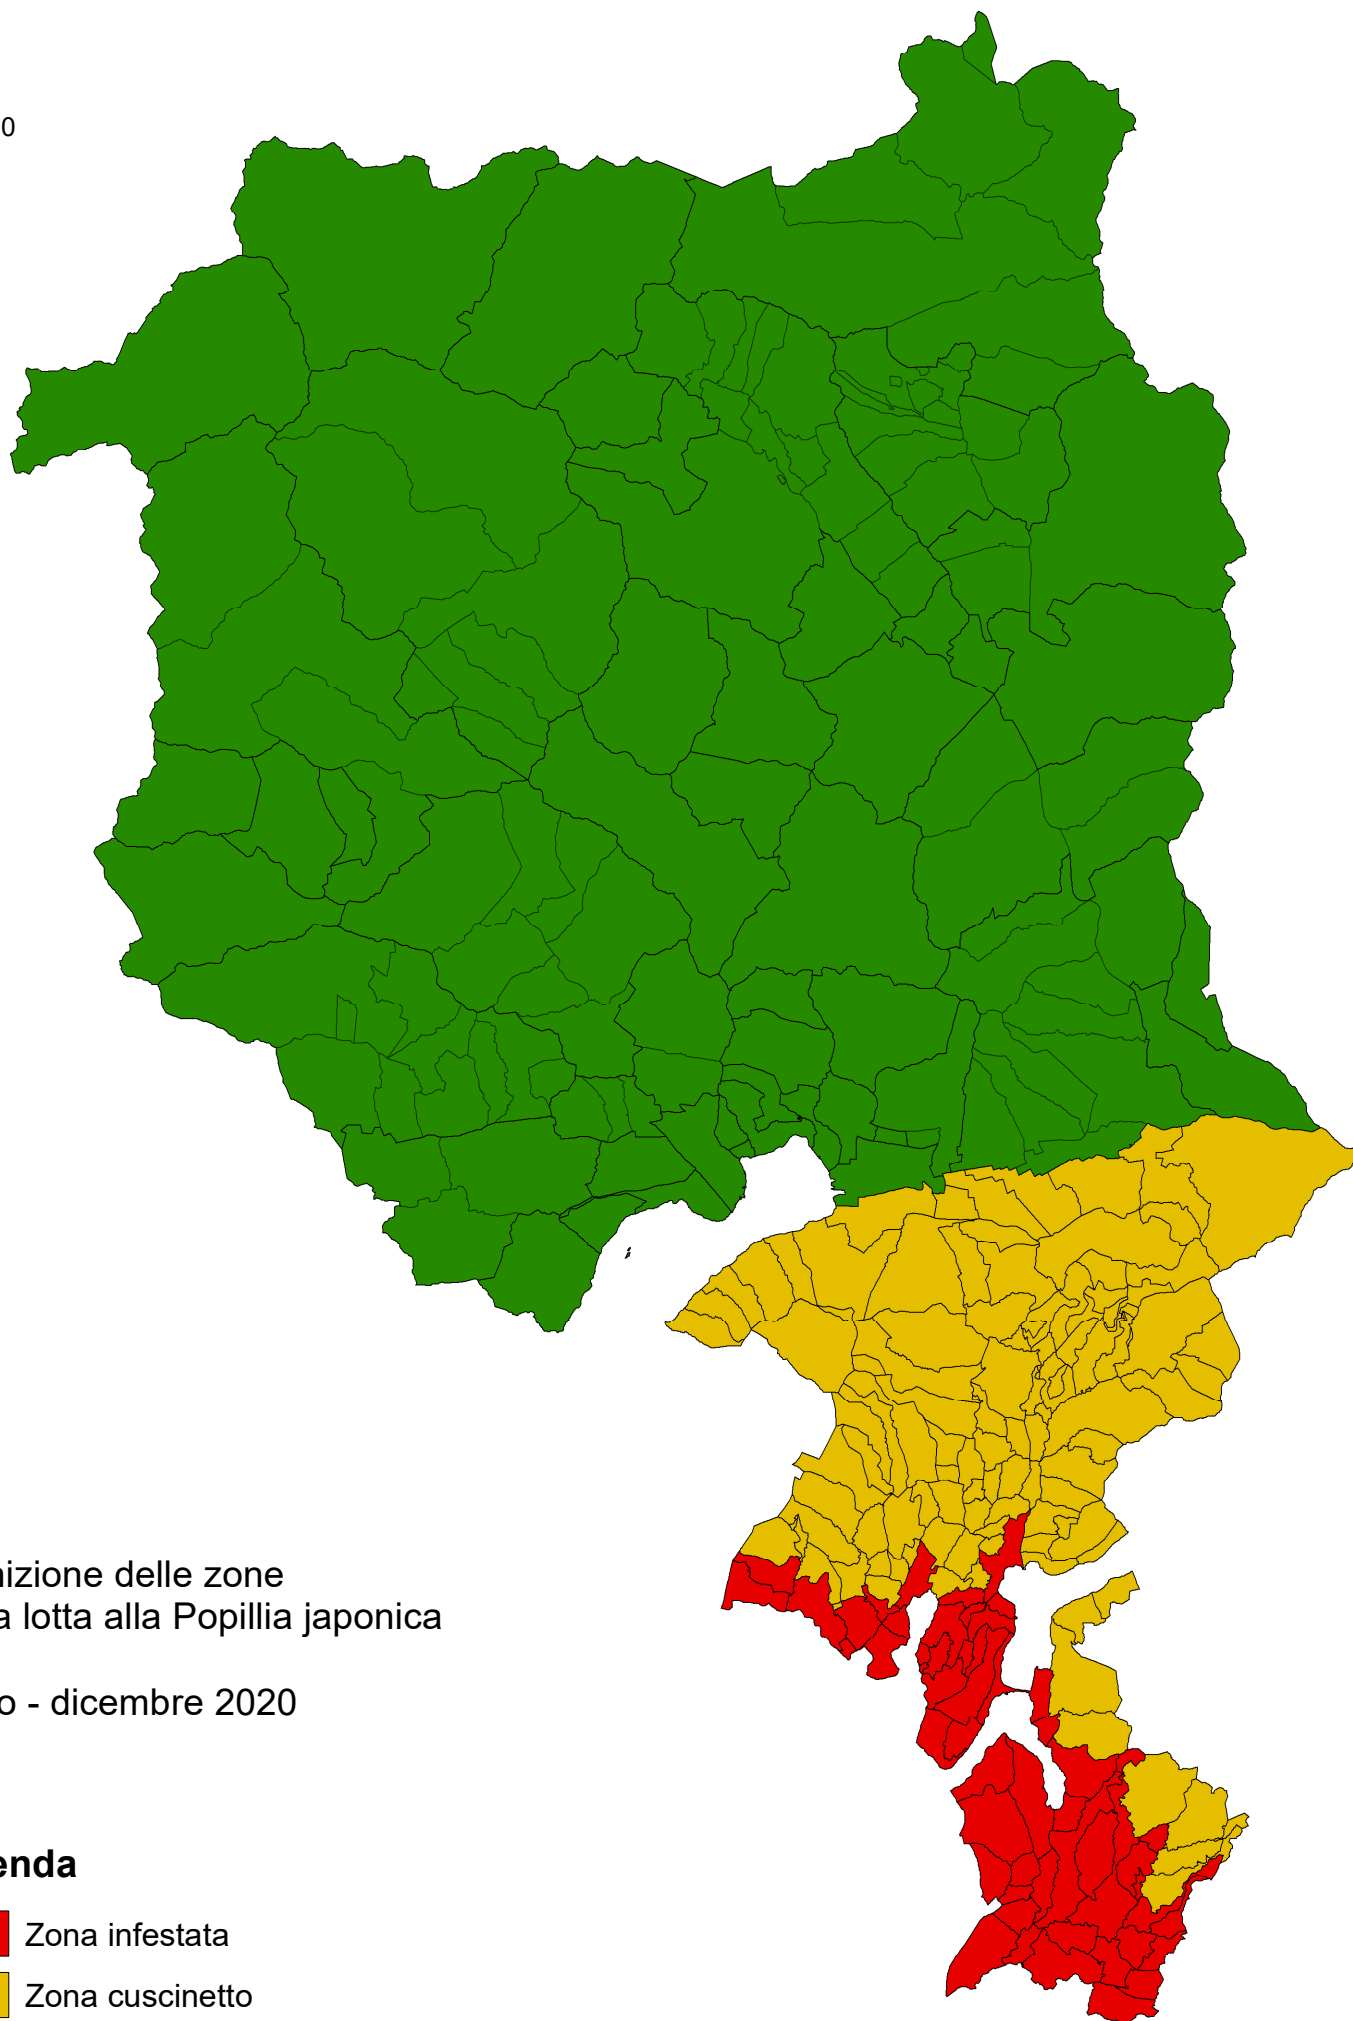 0
nizione delle zone
a lotta alla Popillia japonica
o - dicembre 2020
enda
Zona infestata
Zona cuscinetto